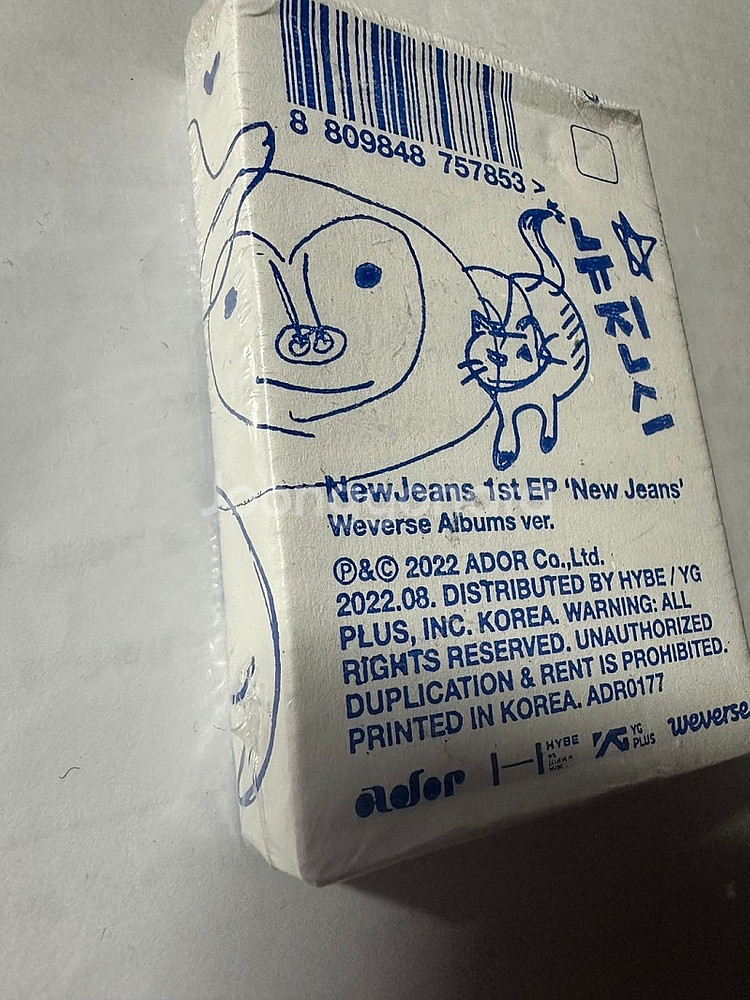 8 809848 757853 >
뉴진스
NewJeans 1st EP ‘New Jeans’
Weverse Albums ver.
Ⓟ&© 2022 ADOR Co.,Ltd.
2022.08. DISTRIBUTED BY HYBE / YG
PLUS, INC. KOREA. WARNING: ALL
RIGHTS RESERVED. UNAUTHORIZED
DUPLICATION & RENT IS PROHIBITED.
PRINTED IN KOREA. ADR0177
ador
HYBE
YG
PLUS
weverse